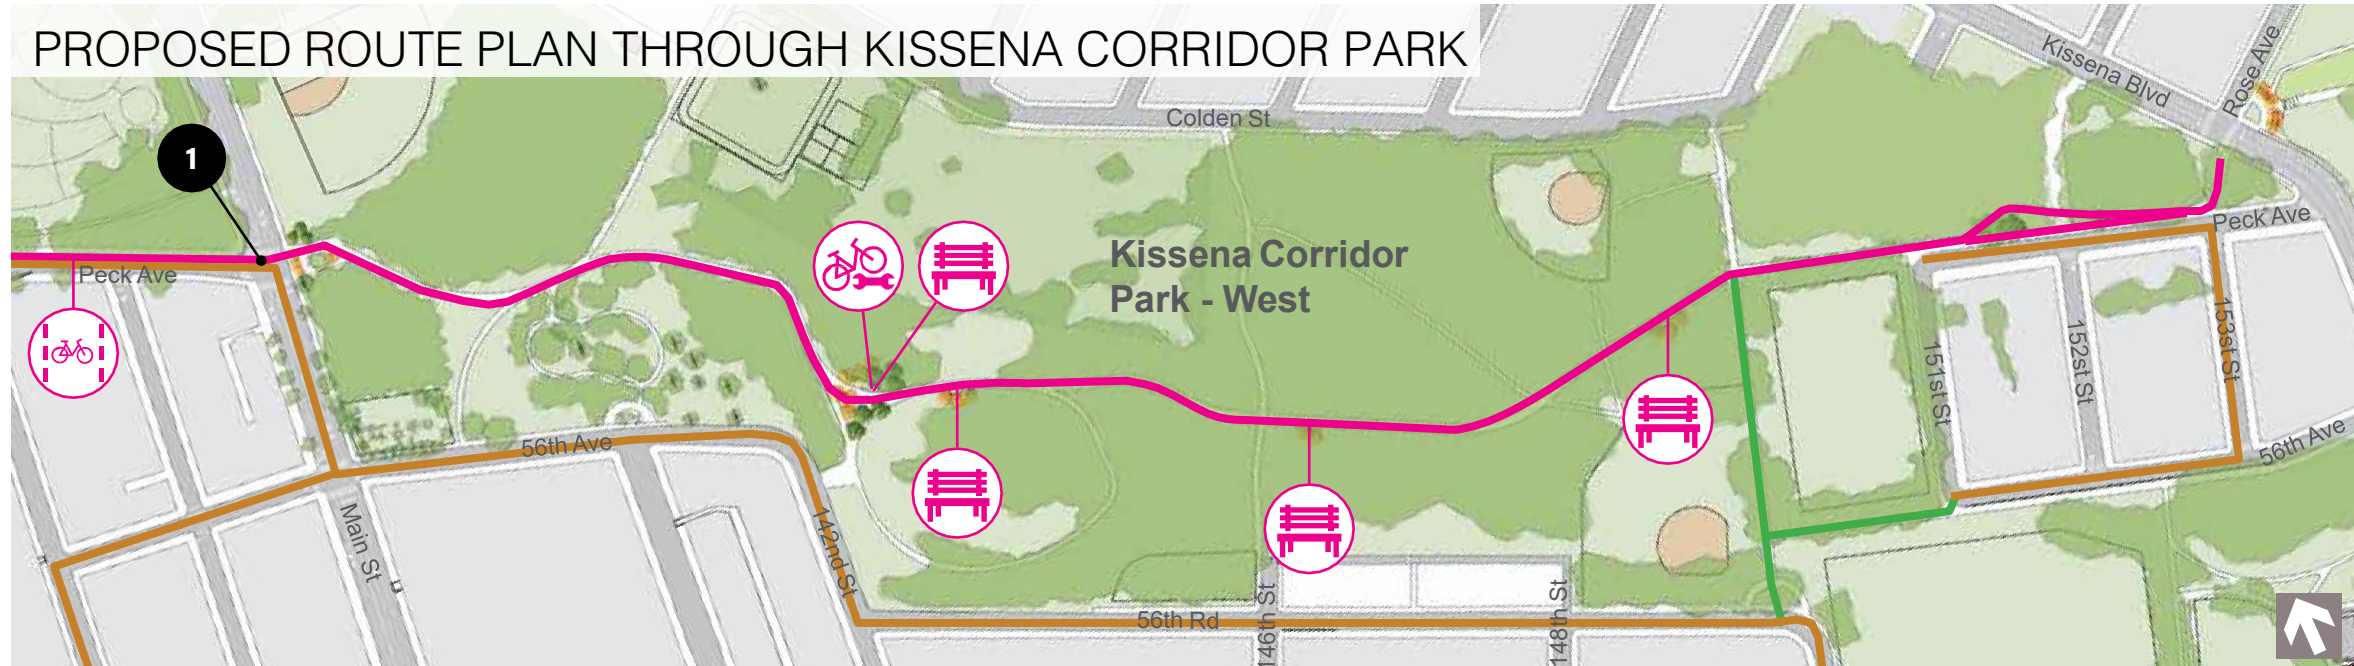 PROPOSED ROUTE PLAN THROUGH KISSENA CORRIDOR PARK
Kissena Blvd
Rose Ave
Colden St
1
Peck Ave
Peck Ave
Kissena Corridor
Park - West
151st St
152st St
153st St
56th Ave
56th Ave
Main St
142nd St
56th Rd
146th St
148th St